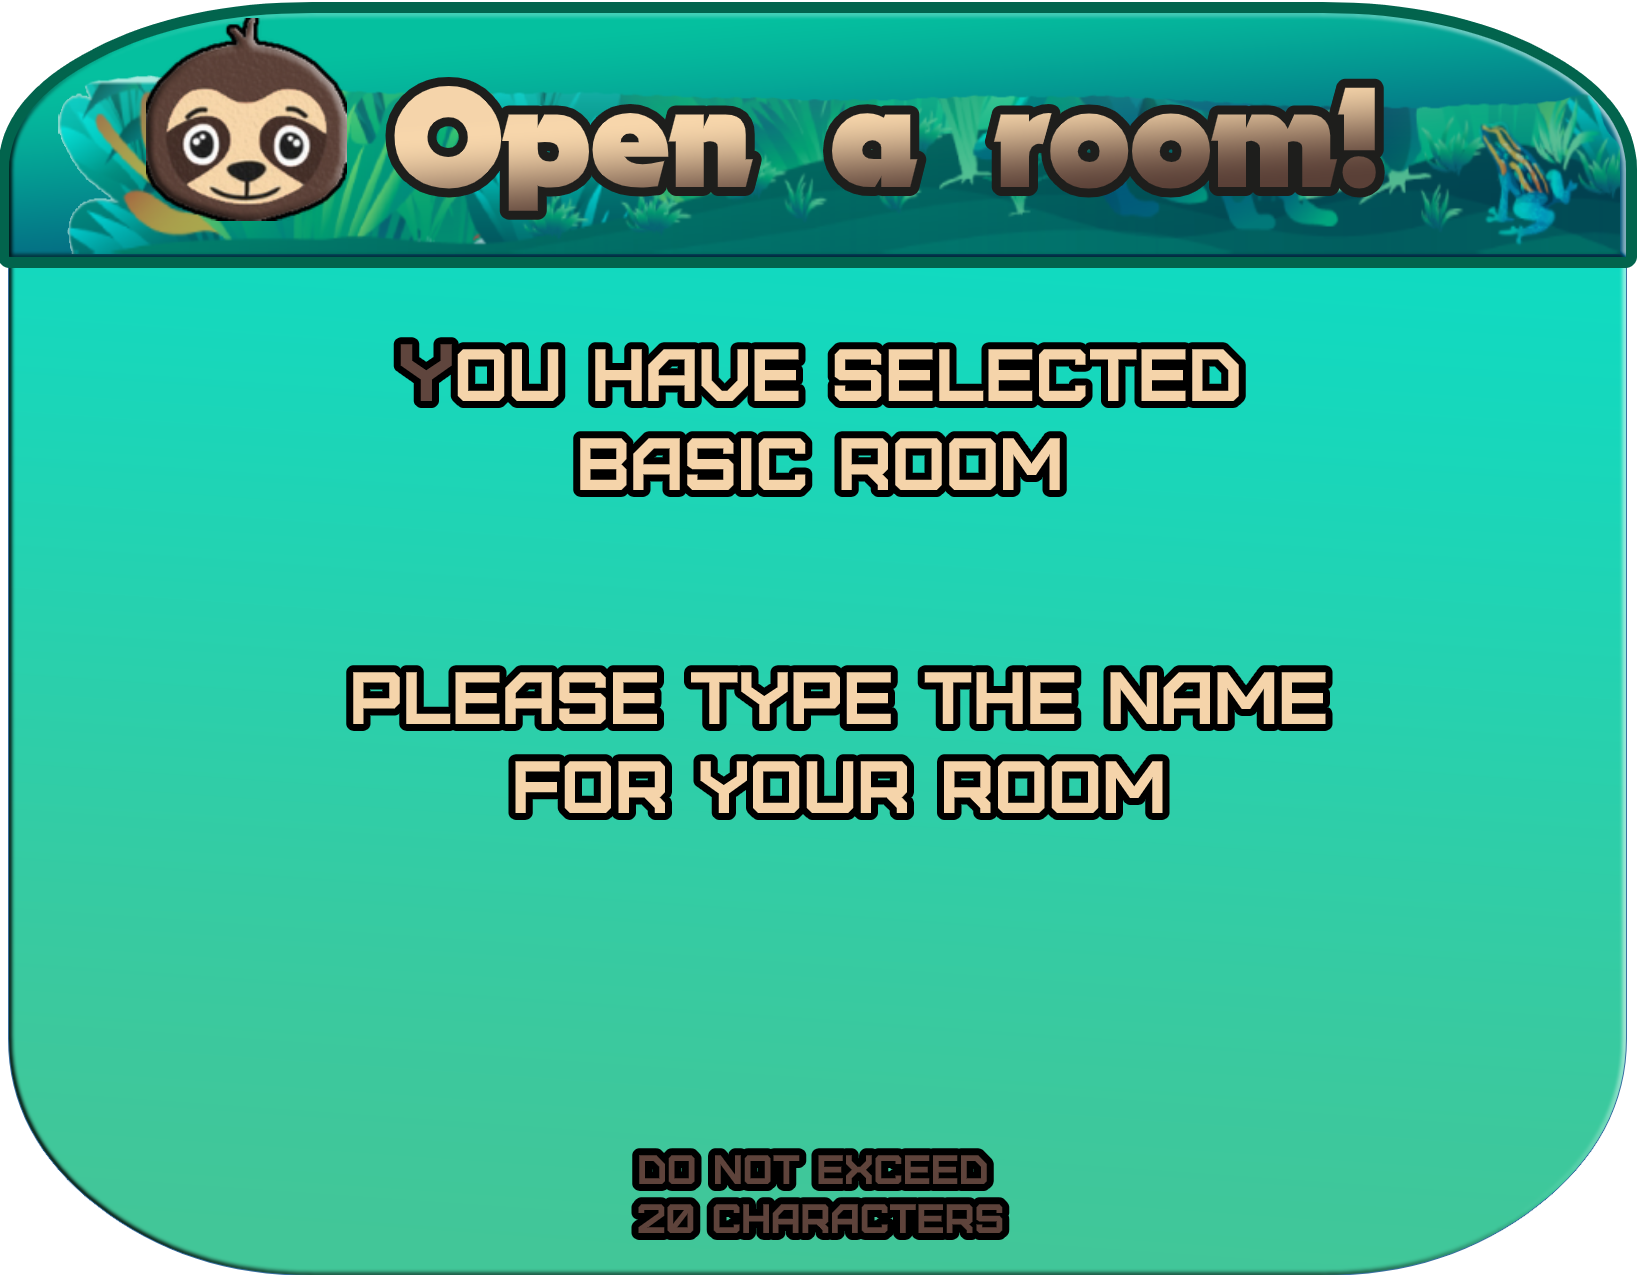 Open a room!
YOU HAVE SELECTED
BASIC ROOM
PLEASE TYPE THE NAME
FOR YOUR ROOM
DO NOT EXCEED
20 CHARACTERS